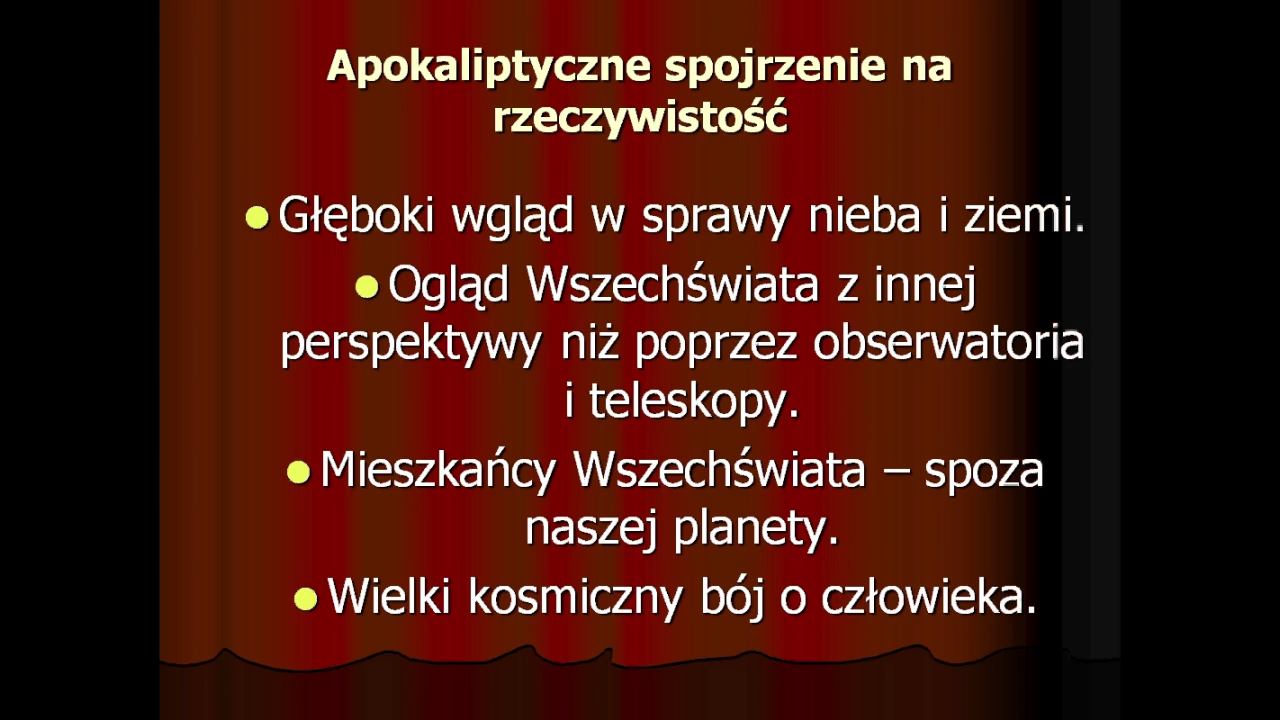 Apokaliptyczne spojrzenie na
rzeczywistość
● Głęboki wgląd w sprawy nieba i ziemi.
● Ogląd Wszechświata z innej
perspektywy niż poprzez obserwatoria
i teleskopy.
● Mieszkańcy Wszechświata – spoza
naszej planety.
● Wielki kosmiczny bój o człowieka.